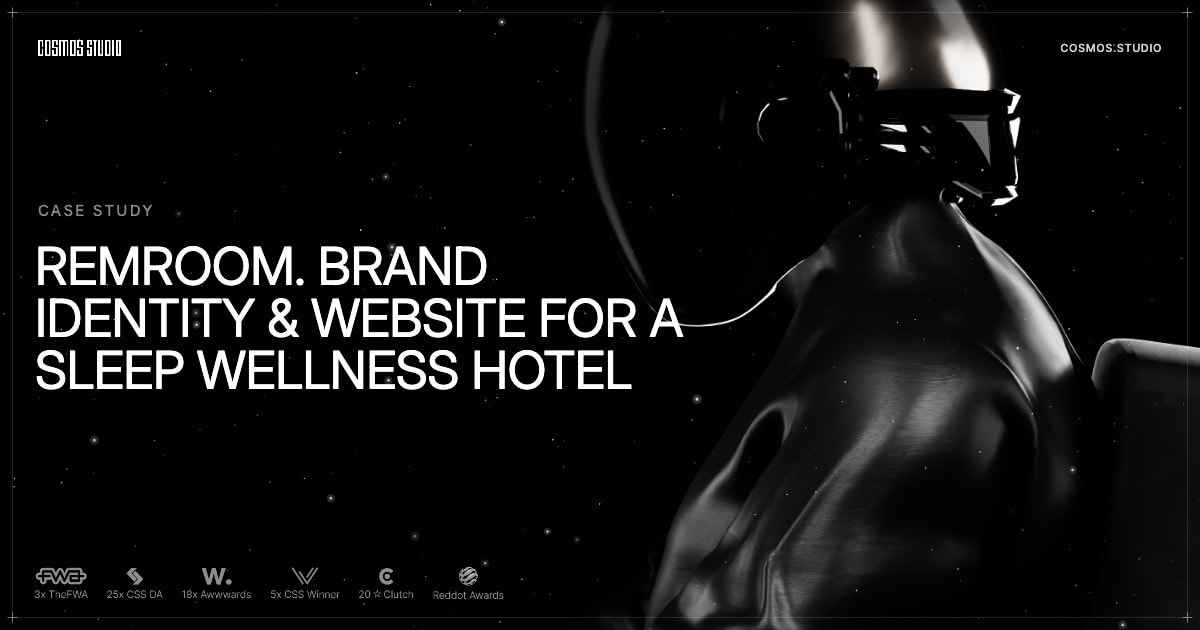 COSMOS STUDIO
COSMOS.STUDIO
CASE STUDY
REMROOM. BRAND
IDENTITY & WEBSITE FOR A
SLEEP WELLNESS HOTEL
FWA
W.
3x TheFWA
25x CSS DA
18x Awwwards
5x CSS Winner
20 ☆ Clutch
Reddot Awards